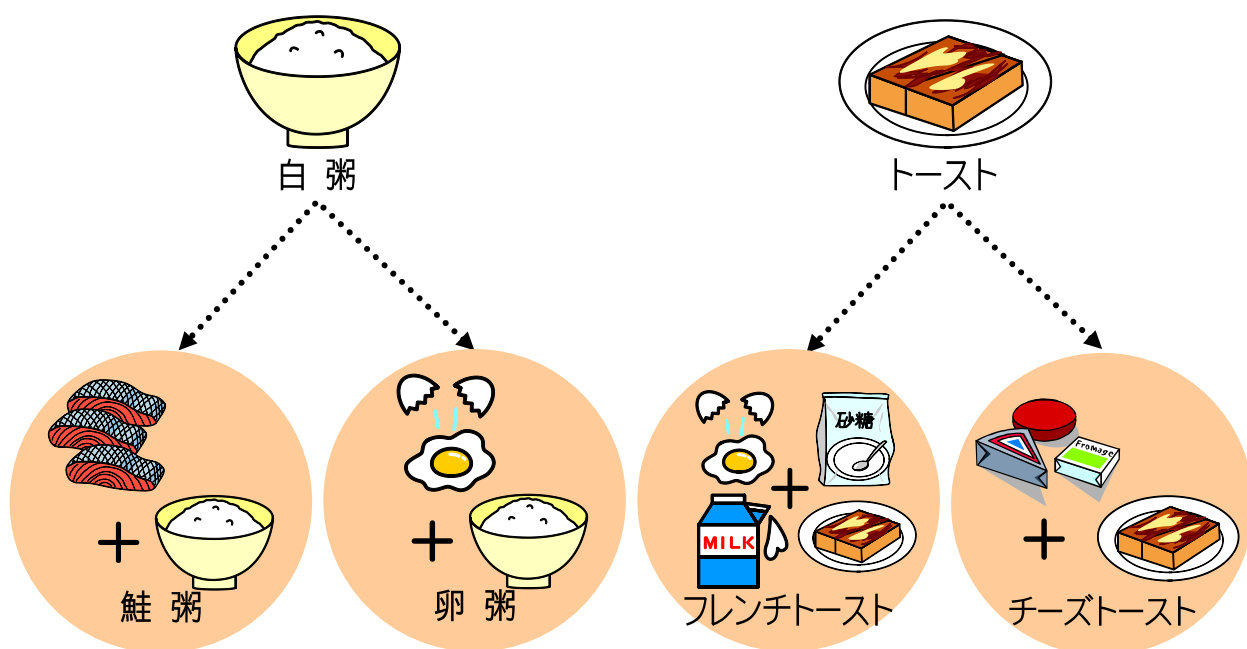 白 粥
トースト
砂糖
MILK
Fromage
鮭 粥
卵 粥
フレンチトースト
チーズトースト